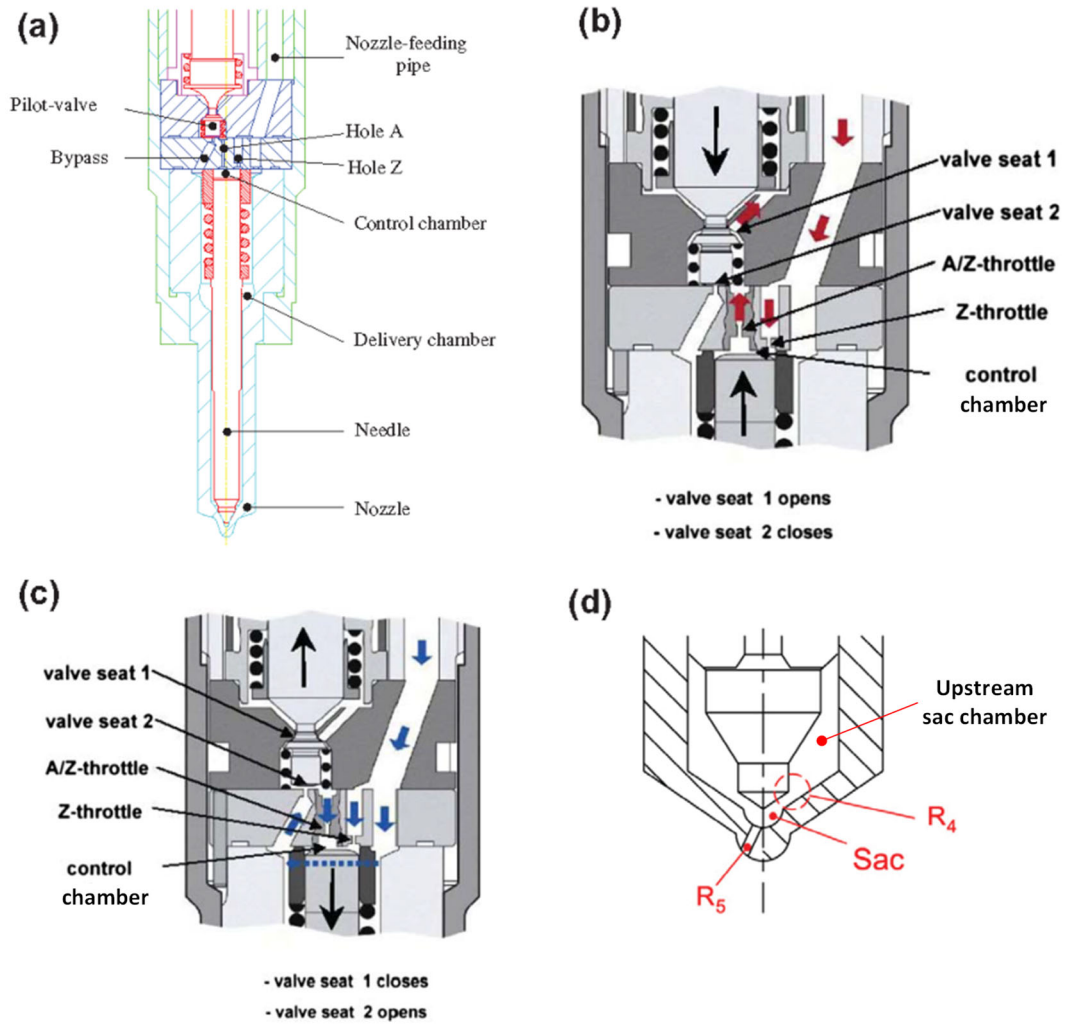 (a)
Nozzle-feeding
pipe
Pilot-valve
Hole A
Bypass
Hole Z
Control chamber
Delivery chamber
Needle
Nozzle
(b)
valve seat 1
valve seat 2
A/Z-throttle
Z-throttle
control
chamber
- valve seat 1 opens
- valve seat 2 closes
(c)
valve seat 1
valve seat 2
A/Z-throttle
Z-throttle
control
chamber
- valve seat 1 closes
- valve seat 2 opens
(d)
Upstream
sac chamber
R4
Sac
R5